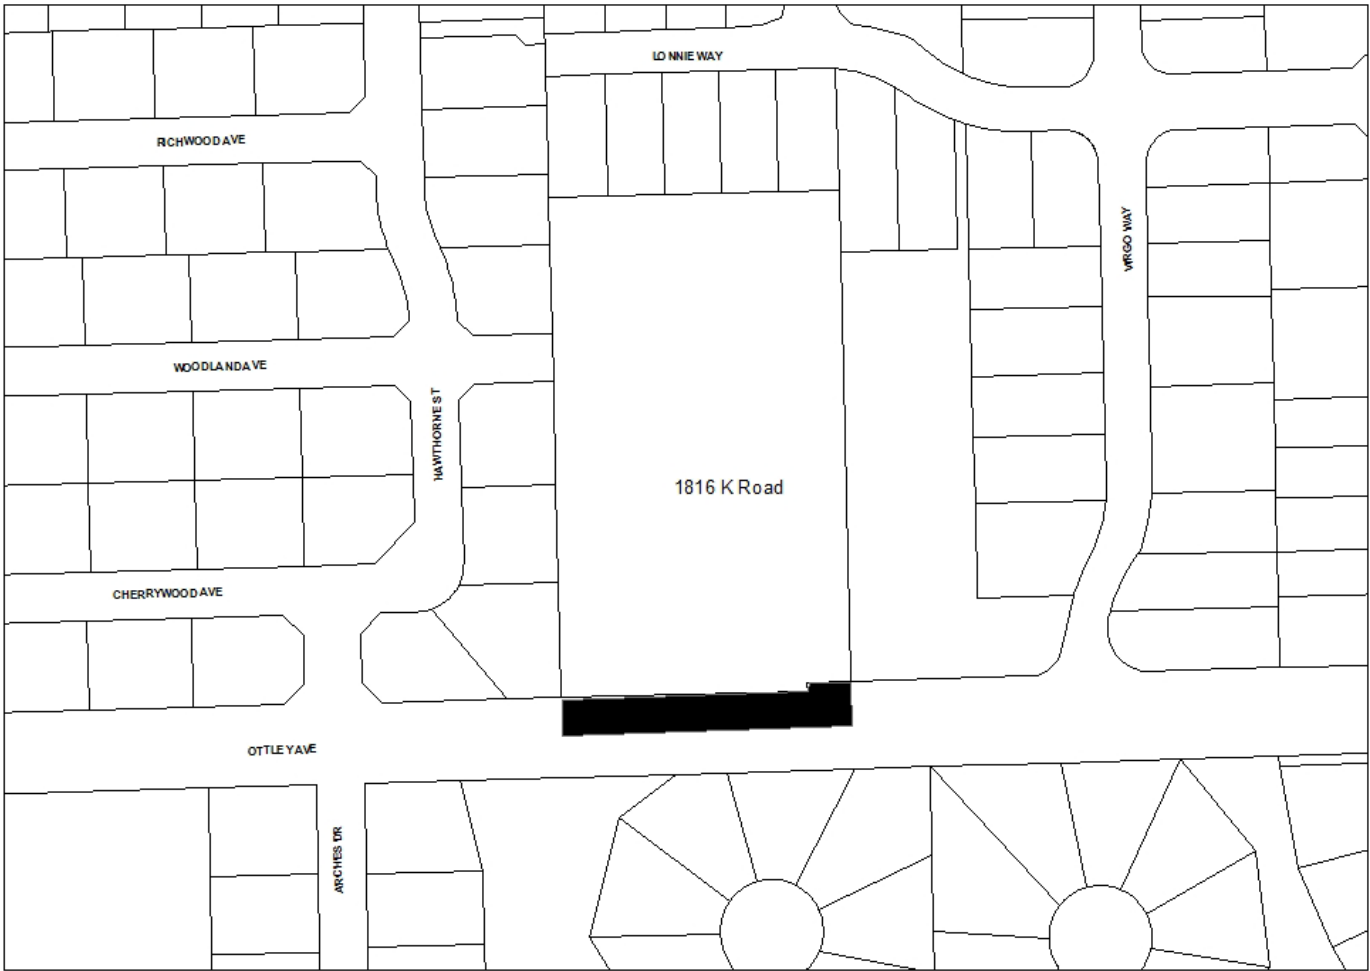 LONNIE WAY
RICHWOOD AVE
VIRGO WAY
WOODLAND AVE
HAWTHORNE ST
1816 K Road
CHERRYWOOD AVE
OTTLEY AVE
ARCHES DR